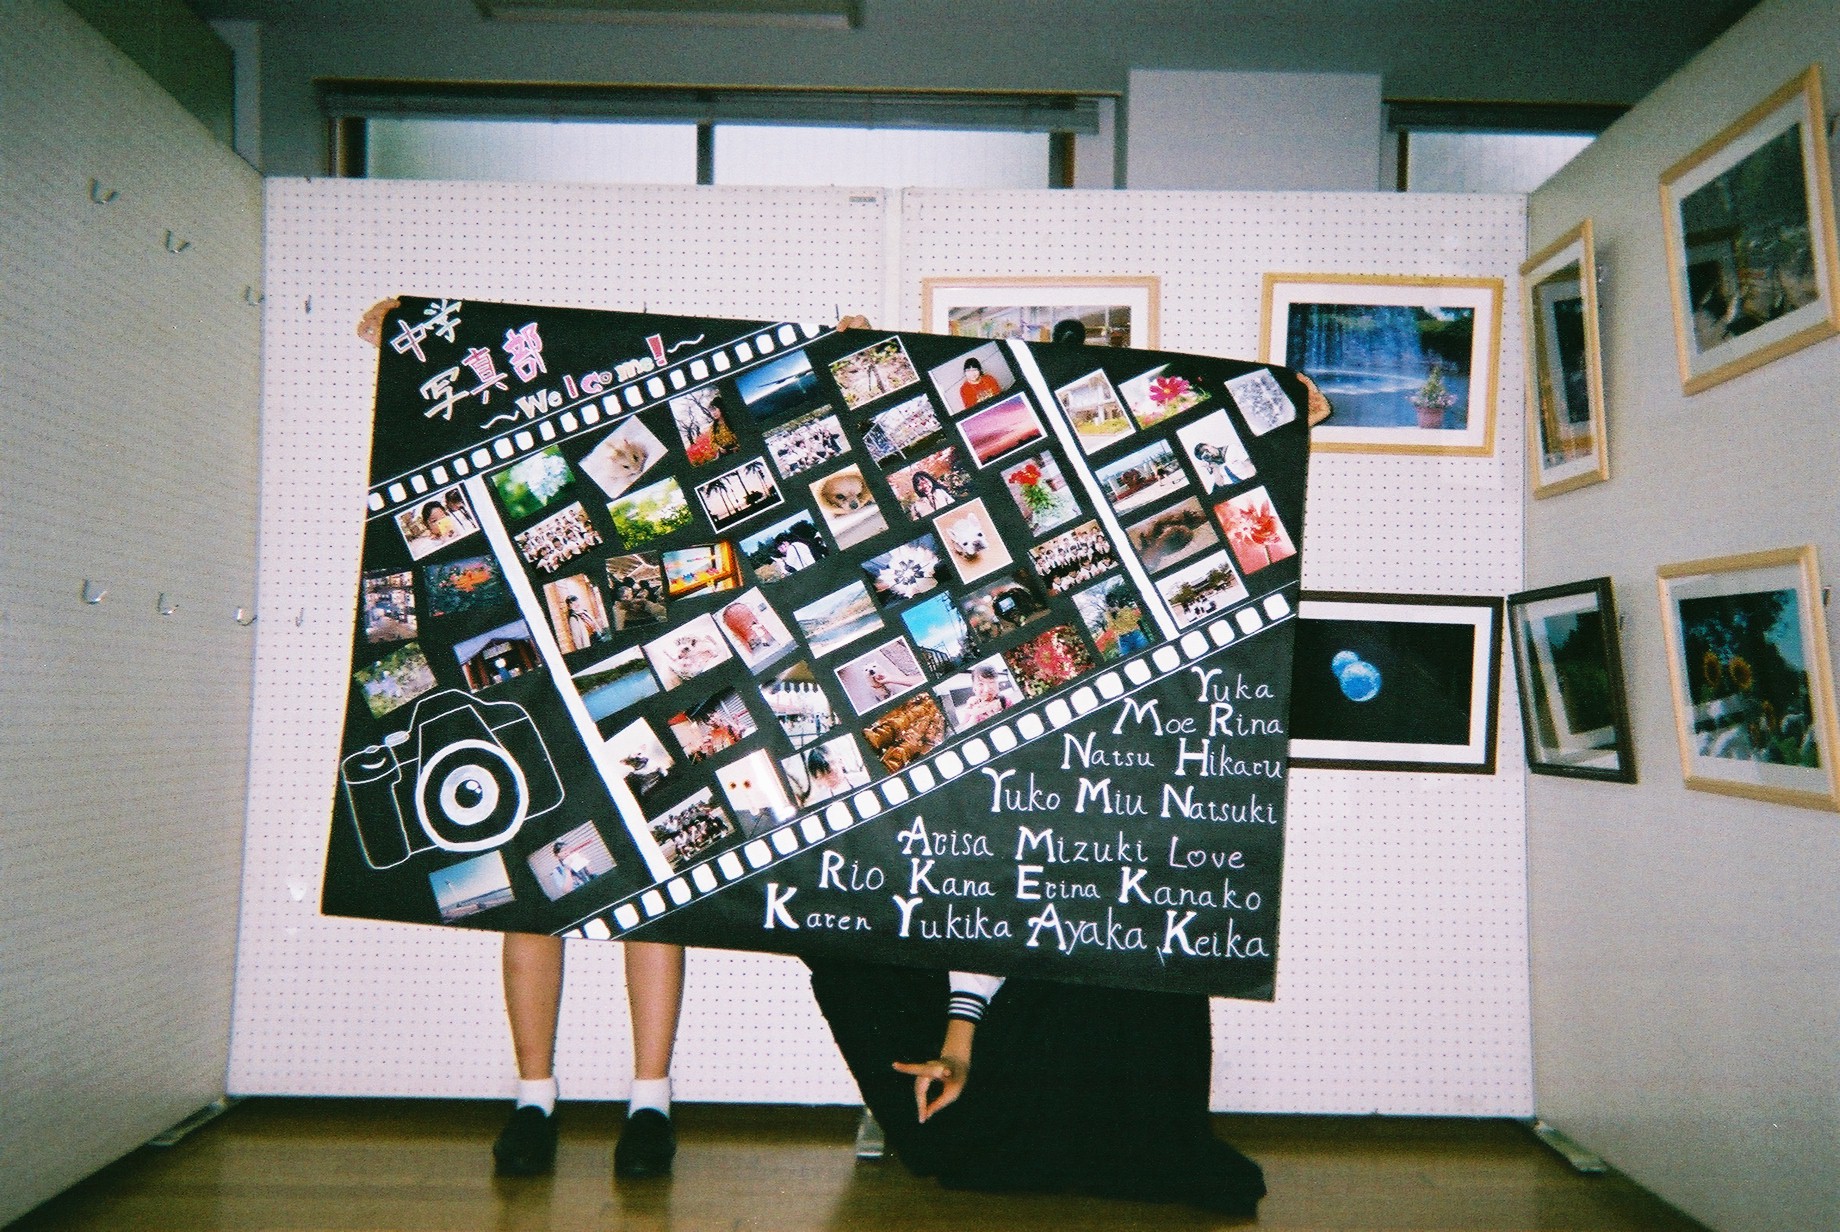 中学
写真部
～Welcome!～
Yuka
Moe Rina
Natsu Hikaru
Yuko Miu Natsuki
Arisa Mizuki Love
Rio Kana Erina Kanako
Karen Yukika Ayaka Keika